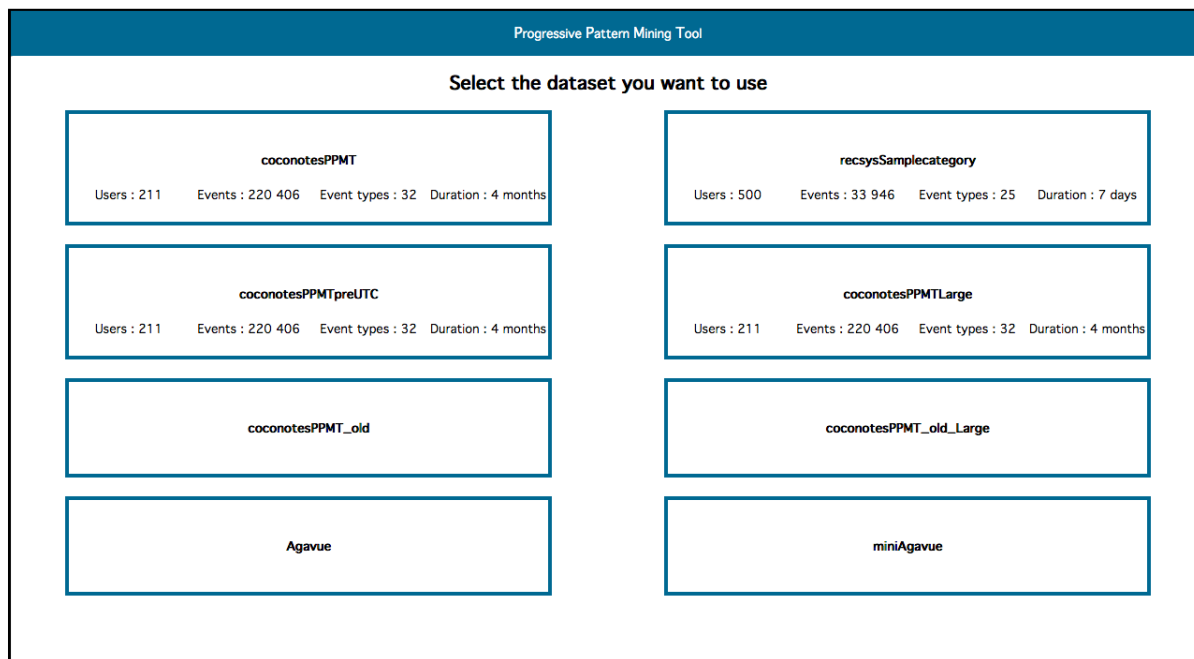 Progressive Pattern Mining Tool
Select the dataset you want to use
coconotesPPMT
Users : 211 Events : 220 406 Event types : 32 Duration : 4 months
recsysSamplecategory
Users : 500 Events : 33 946 Event types : 25 Duration : 7 days
coconotesPPMTpreUTC
Users : 211 Events : 220 406 Event types : 32 Duration : 4 months
coconotesPPMTLarge
Users : 211 Events : 220 406 Event types : 32 Duration : 4 months
coconotesPPMT_old
coconotesPPMT_old_Large
Agavue
miniAgavue